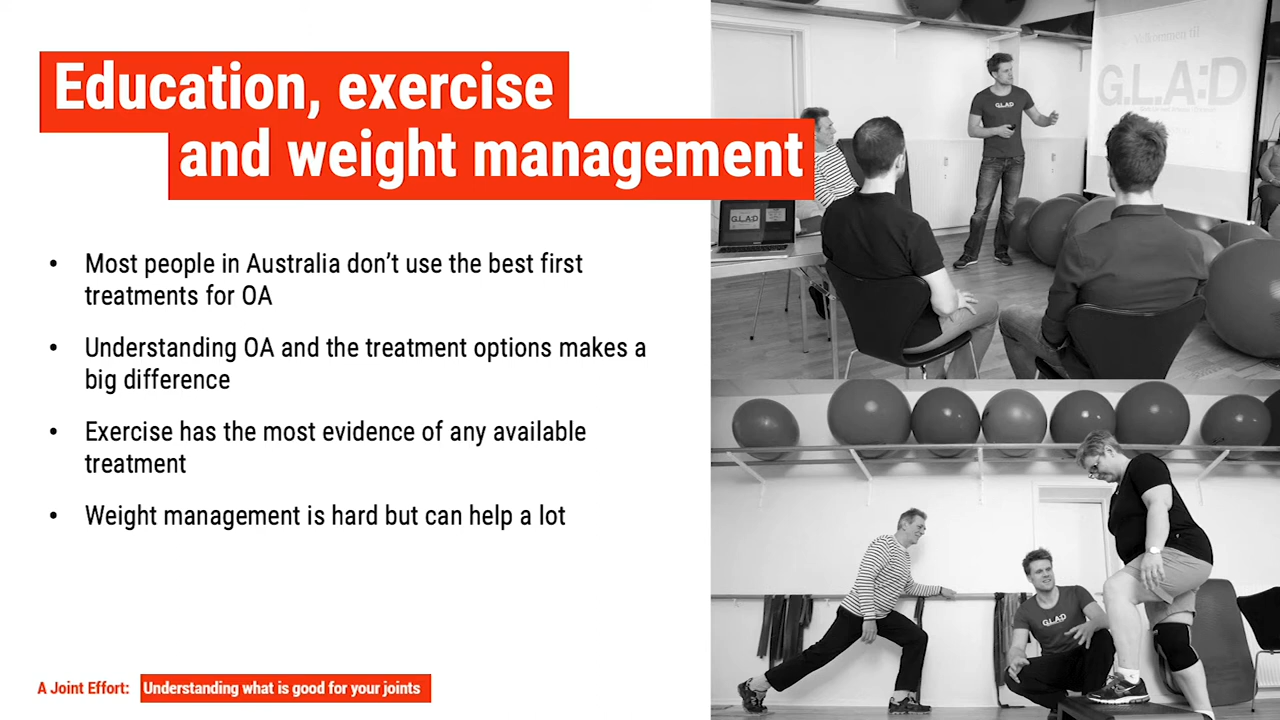 Education, exercise
and weight management
• Most people in Australia don't use the best first
treatments for OA
• Understanding OA and the treatment options makes a
big difference
• Exercise has the most evidence of any available
treatment
• Weight management is hard but can help a lot
A Joint Effort: Understanding what is good for your joints
Velkommen til
G.L.A:D
G.L.A:D
G.L.A:D
G.L.A:D